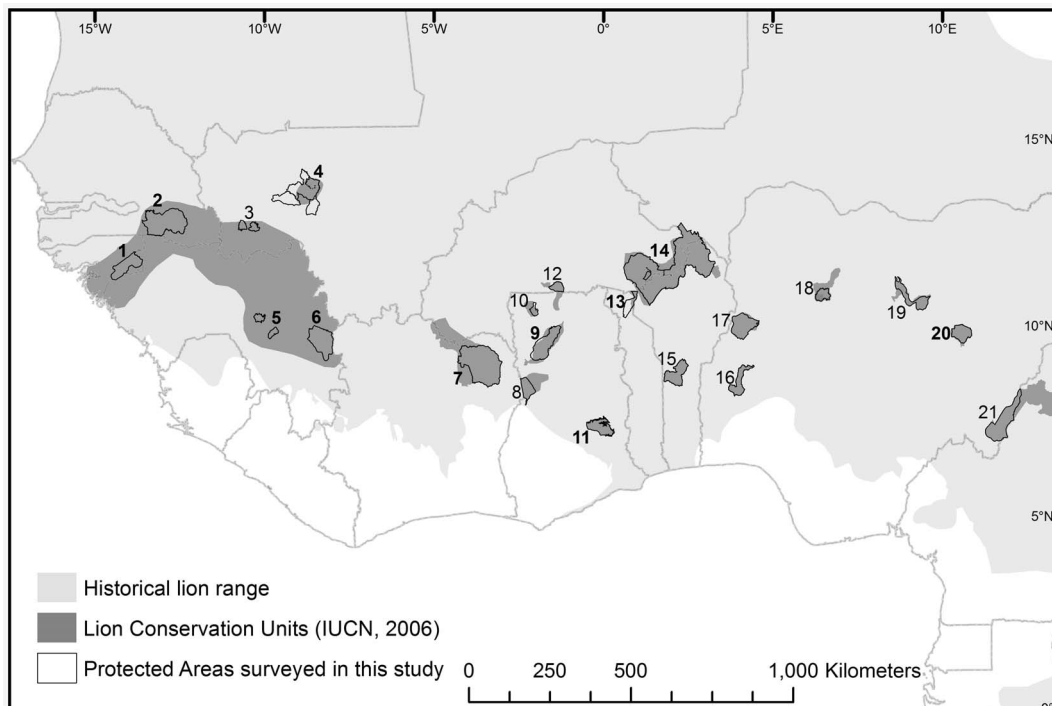 15°W 10°W 5°W 0° 5°E 10°E
15°N
4
2
3
1
14
12
18
10
13
19
5
6
9
17
20
10°N
7
15
8
16
21
11
5°N
Historical lion range
Lion Conservation Units (IUCN, 2006)
Protected Areas surveyed in this study
0 250 500 1,000 Kilometers